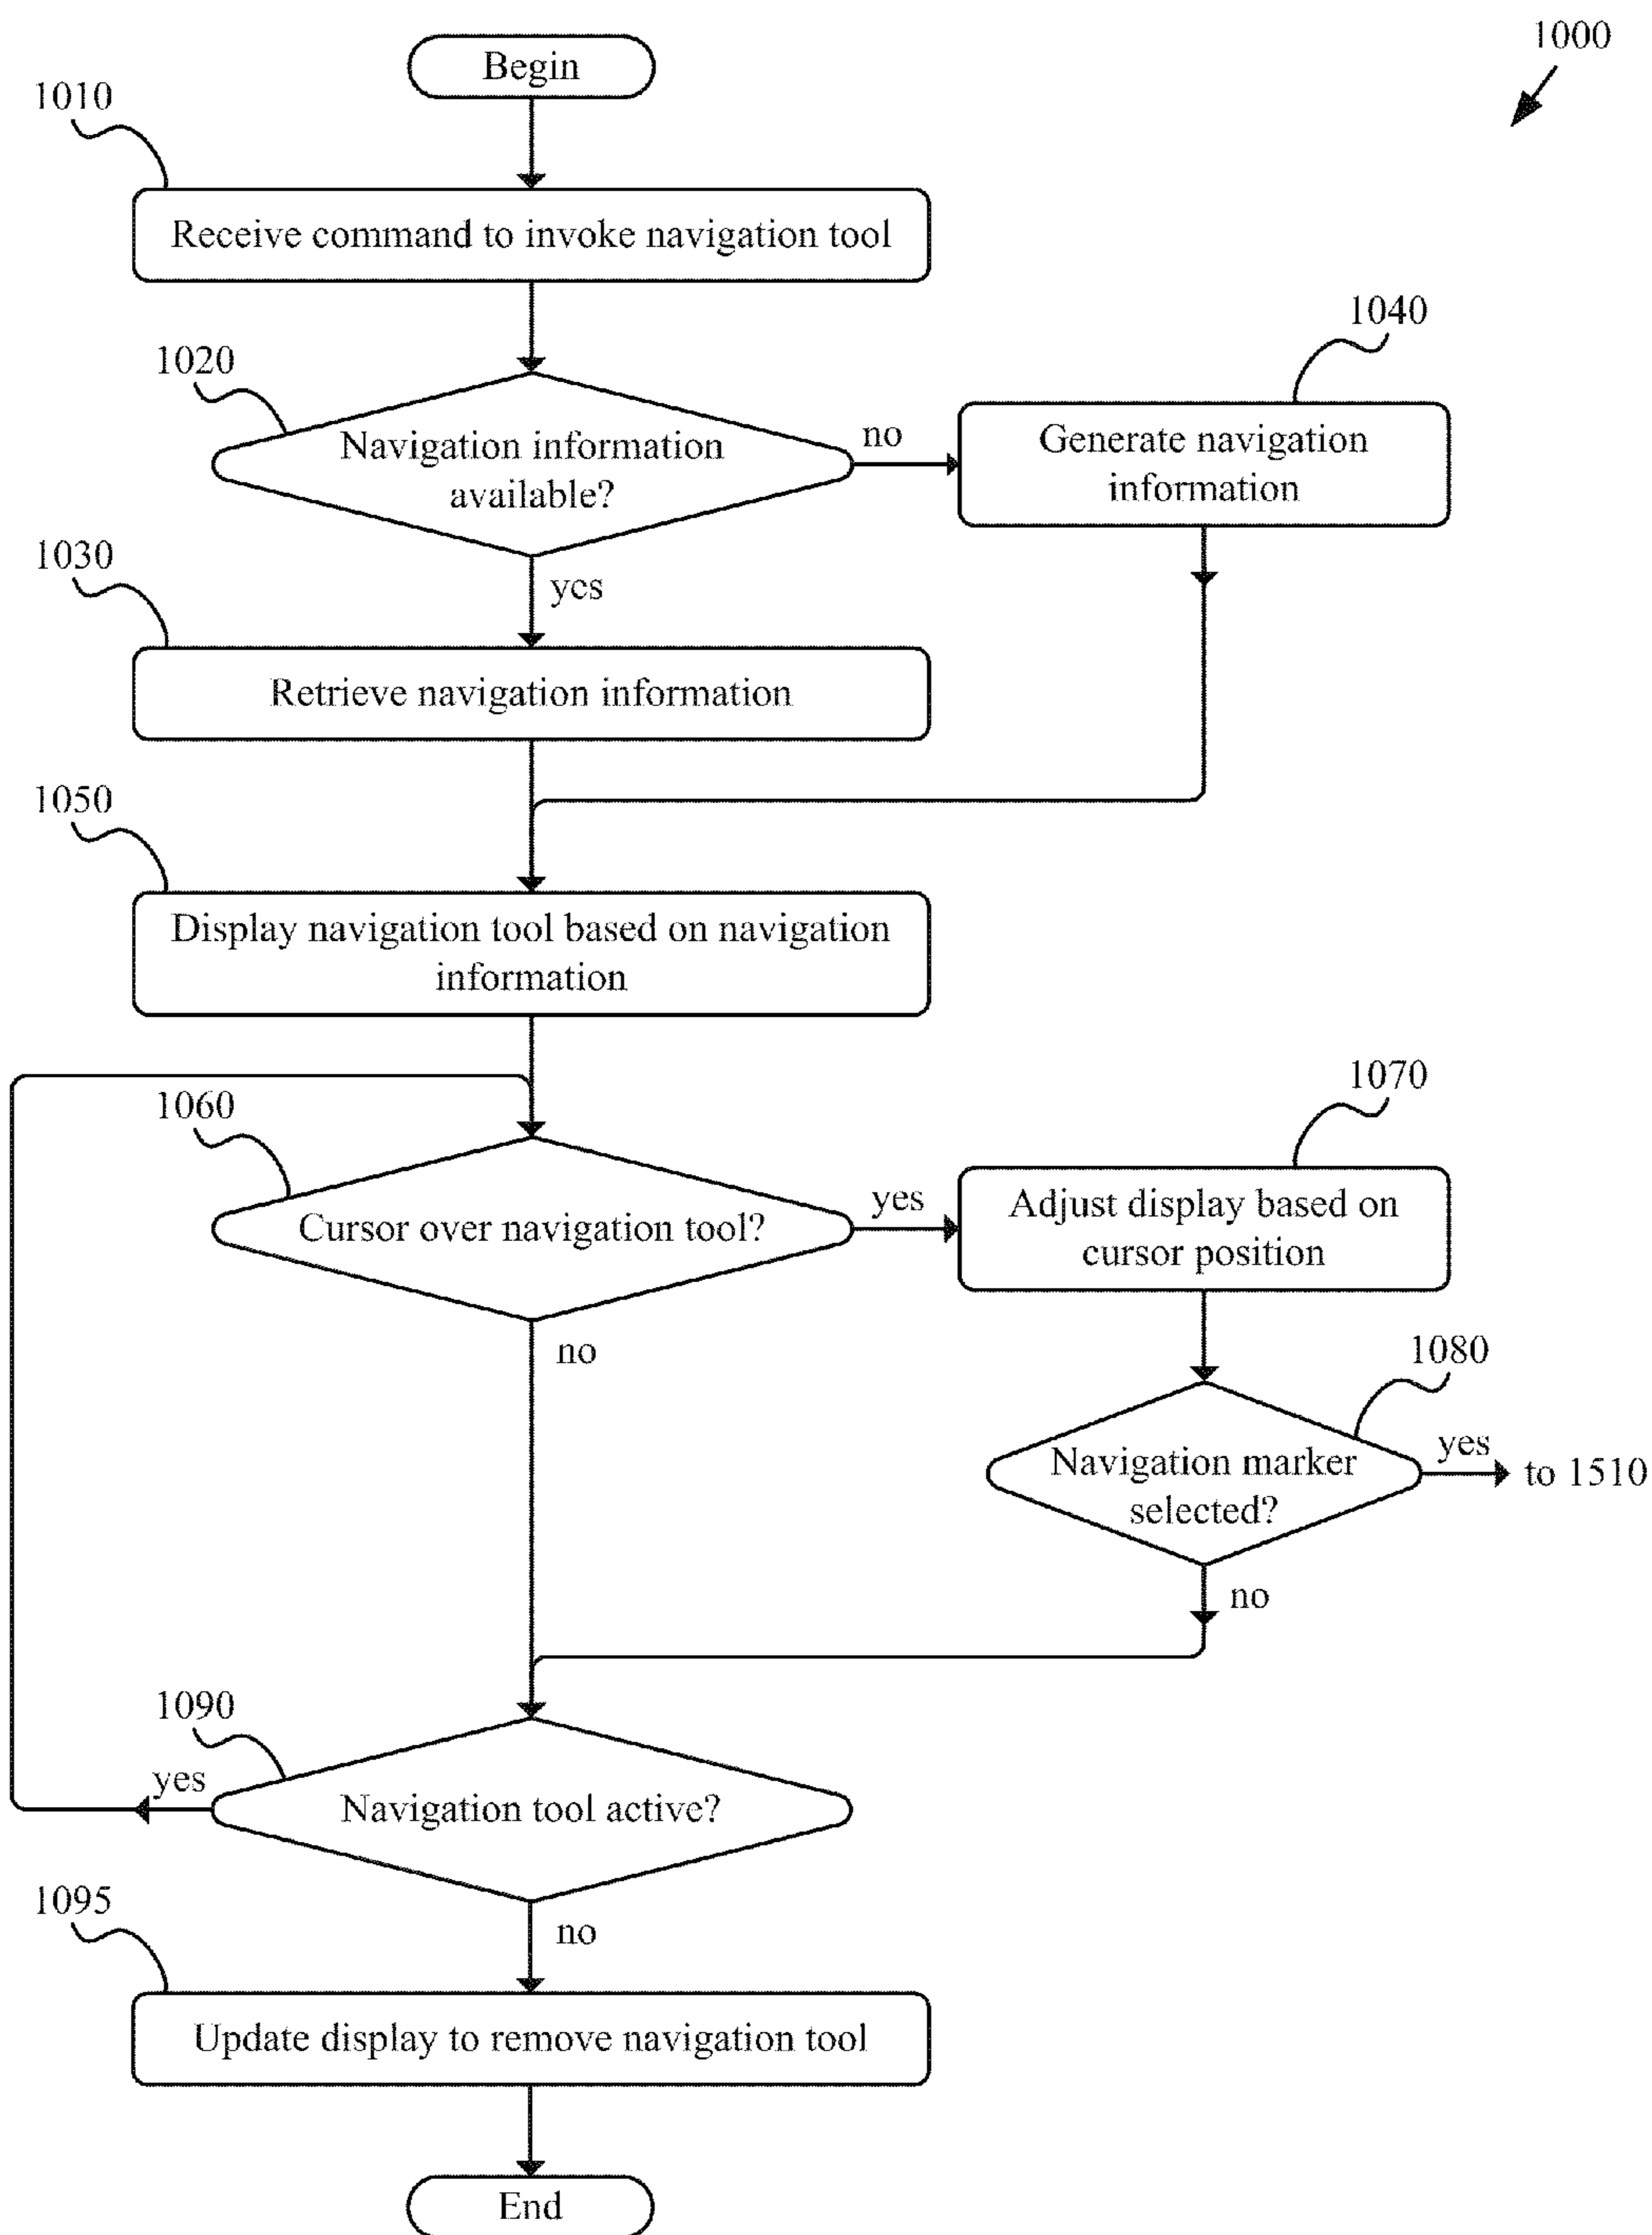 1000
Begin
1010
Receive command to invoke navigation tool
1020
Navigation information
available?
no
1040
Generate navigation
information
yes
1030
Retrieve navigation information
1050
Display navigation tool based on navigation
information
1060
Cursor over navigation tool?
yes
1070
Adjust display based on
cursor position
no
1080
Navigation marker
selected?
yes
to 1510
no
1090
Navigation tool active?
yes
no
1095
Update display to remove navigation tool
End